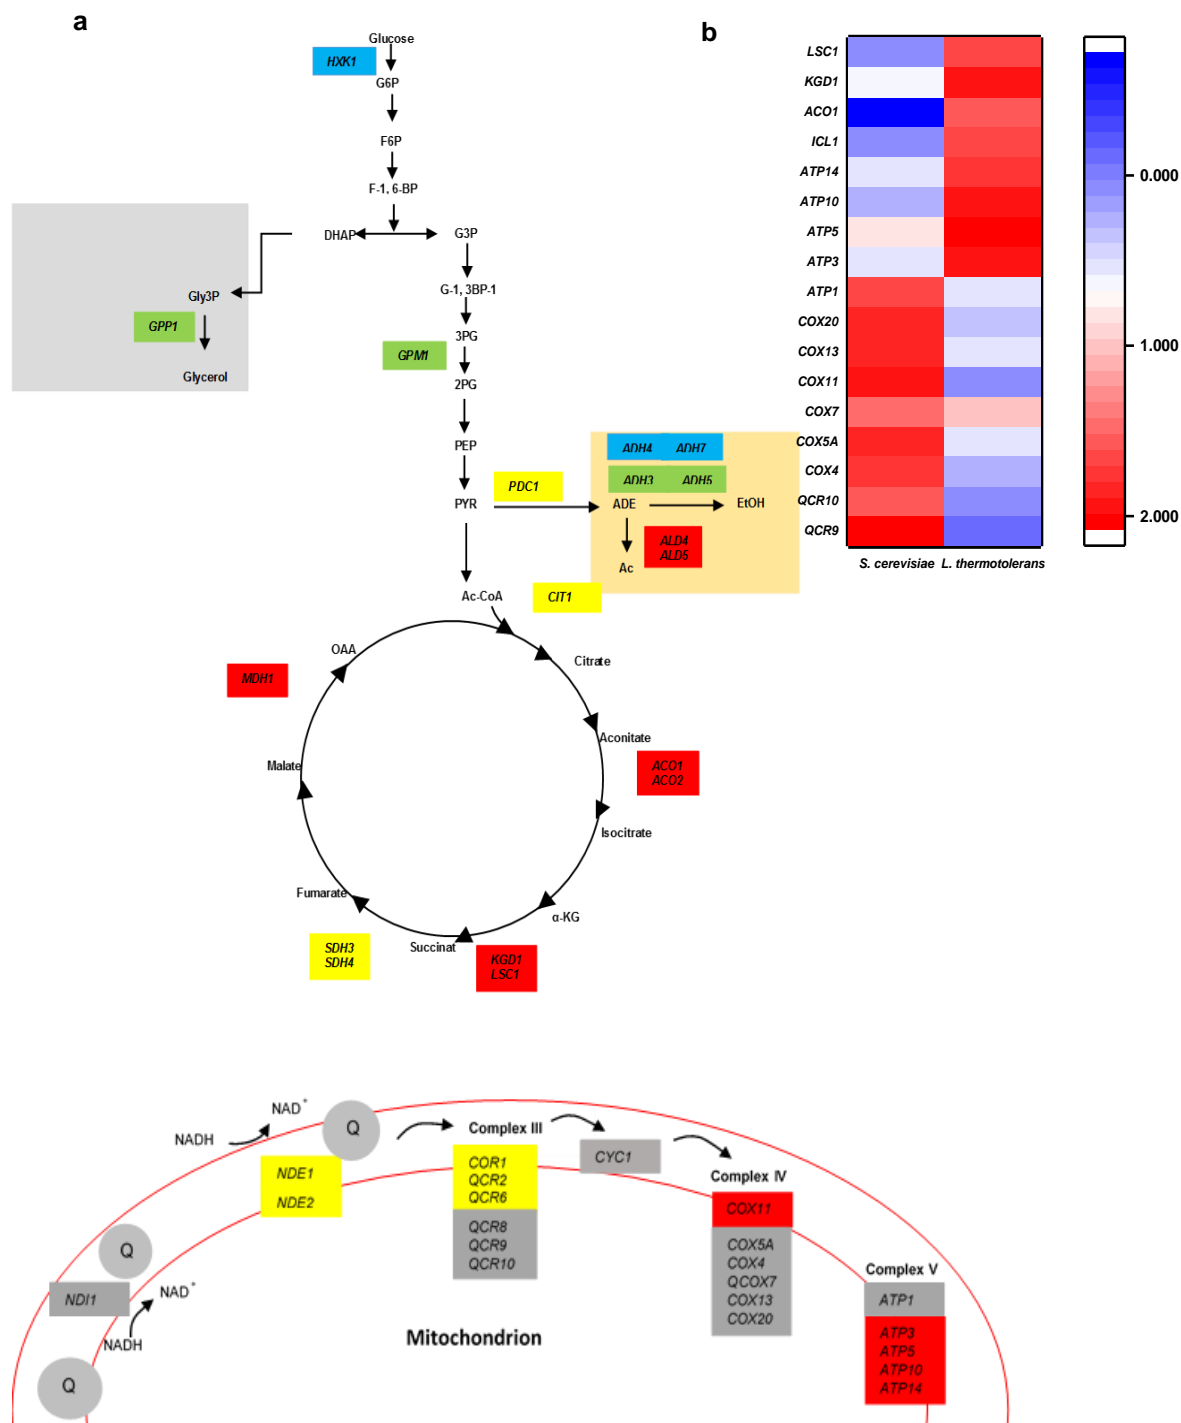 a
Glucose
HXK1
G6P
F6P
F-1, 6-BP
DHAP
G3P
Gly3P
G-1, 3BP-1
GPP1
3PG
GPM1
Glycerol
2PG
PEP
ADH4 ADH7
PDC1
ADH3 ADH5
PYR
ADE
EtOH
ALD4
ALD5
Ac
Ac-CoA
CIT1
OAA
Citrate
MDH1
Aconitate
Malate
ACO1
ACO2
Isocitrate
Fumarate
α-KG
Succinat
SDH3
SDH4
KGD1
LSC1
NAD+
NADH
Q
Complex III
CYC1
NDE1
NDE2
COR1
QCR2
QCR6
QCR8
QCR9
QCR10
Complex IV
COX11
COX5A
COX4
QCOX7
COX13
COX20
Q
NDI1
NAD+
NADH
Q
Mitochondrion
Complex V
ATP1
ATP3
ATP5
ATP10
ATP14
b
LSC1
KGD1
ACO1
ICL1
ATP14
ATP10
ATP5
ATP3
ATP1
COX20
COX13
COX11
COX7
COX5A
COX4
QCR10
QCR9
S. cerevisiae L. thermotolerans
0.000
1.000
2.000